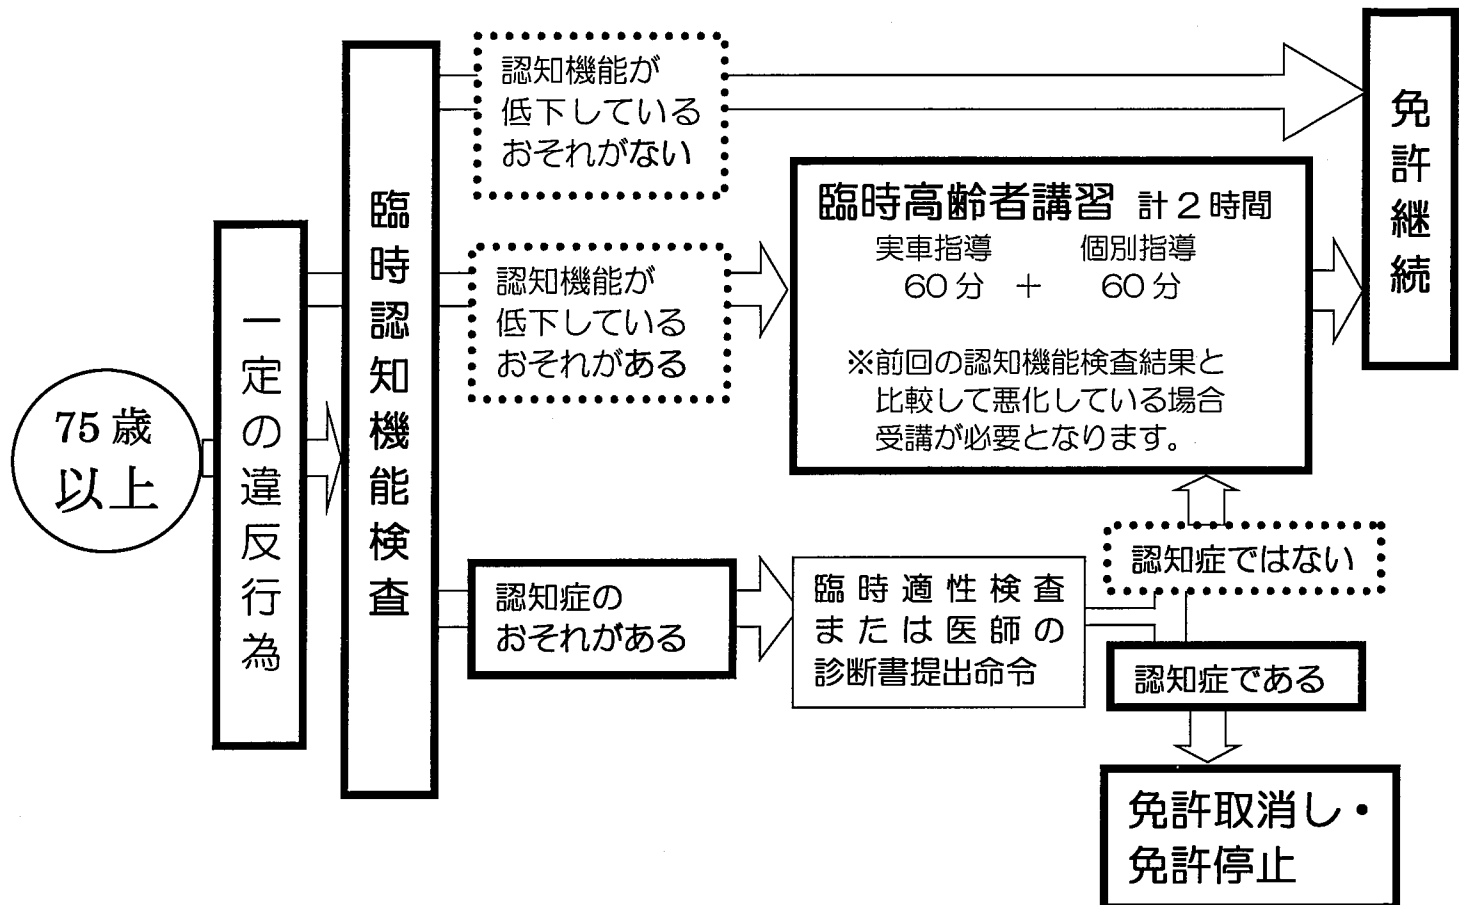 75歳
以上
一定の違反行為
臨時認知機能検査
認知機能が
低下している
おそれがない
認知機能が
低下している
おそれがある
認知症の
おそれがある
臨時高齢者講習 計2時間
実車指導 個別指導
60分 + 60分
※前回の認知機能検査結果と
比較して悪化している場合
受講が必要となります。
臨時適性検査
または医師の
診断書提出命令
認知症ではない
認知症である
免許取消し・
免許停止
免許継続